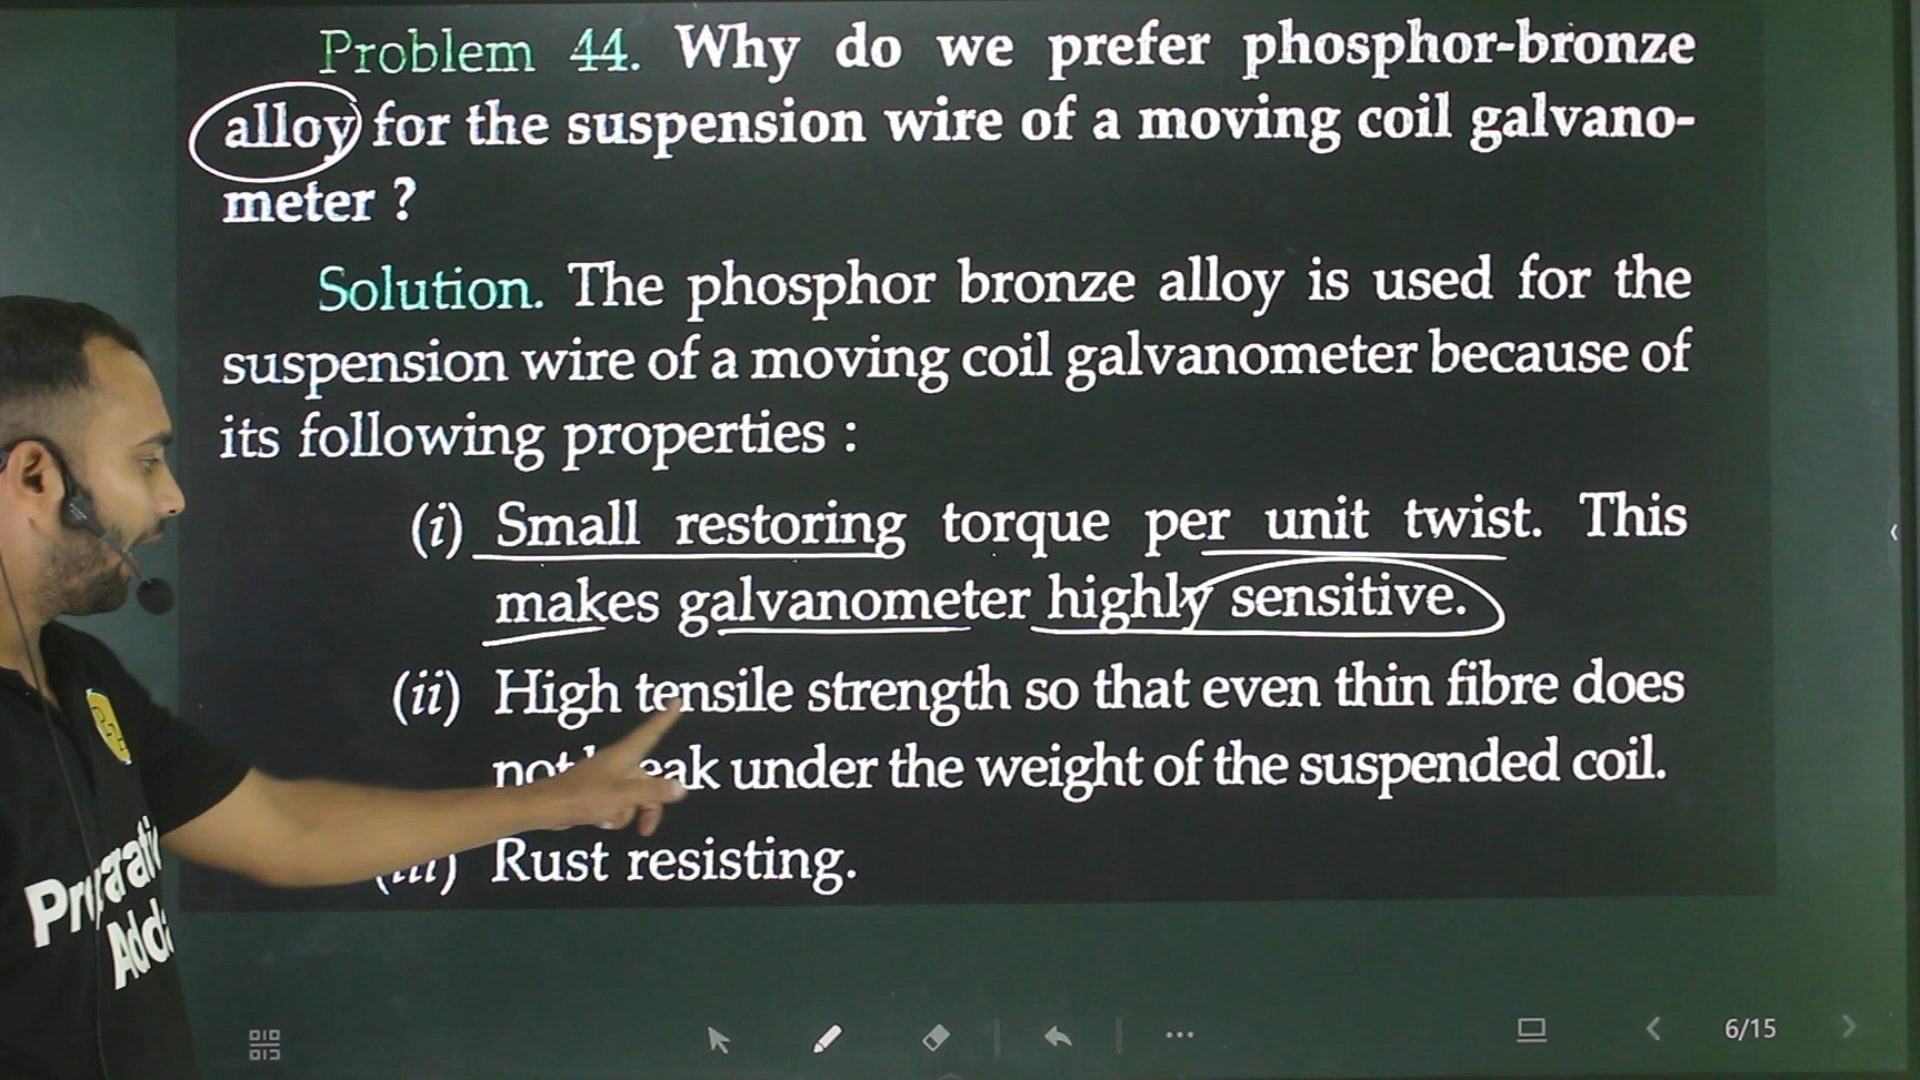 Problem 44. Why do we prefer phosphor-bronze
alloy for the suspension wire of a moving coil galvano-
meter ?
Solution. The phosphor bronze alloy is used for the
suspension wire of a moving coil galvanometer because of
its following properties :
(i) Small restoring torque per unit twist. This
makes galvanometer highly sensitive.
(ii) High tensile strength so that even thin fibre does
not under the weight of the suspended coil.
Rust resisting.
6/15